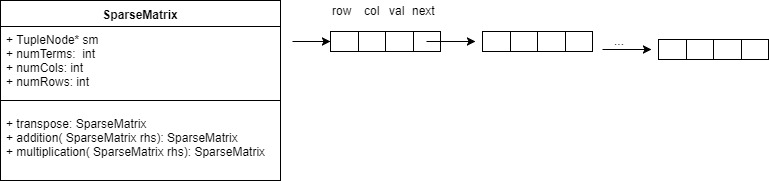 SparseMatrix
+ TupleNode* sm
+ numTerms:  int
+ numCols: int
+ numRows: int
+ transpose: SparseMatrix
+ addition( SparseMatrix rhs): SparseMatrix
+ multiplication( SparseMatrix rhs): SparseMatrix
row col val next
...